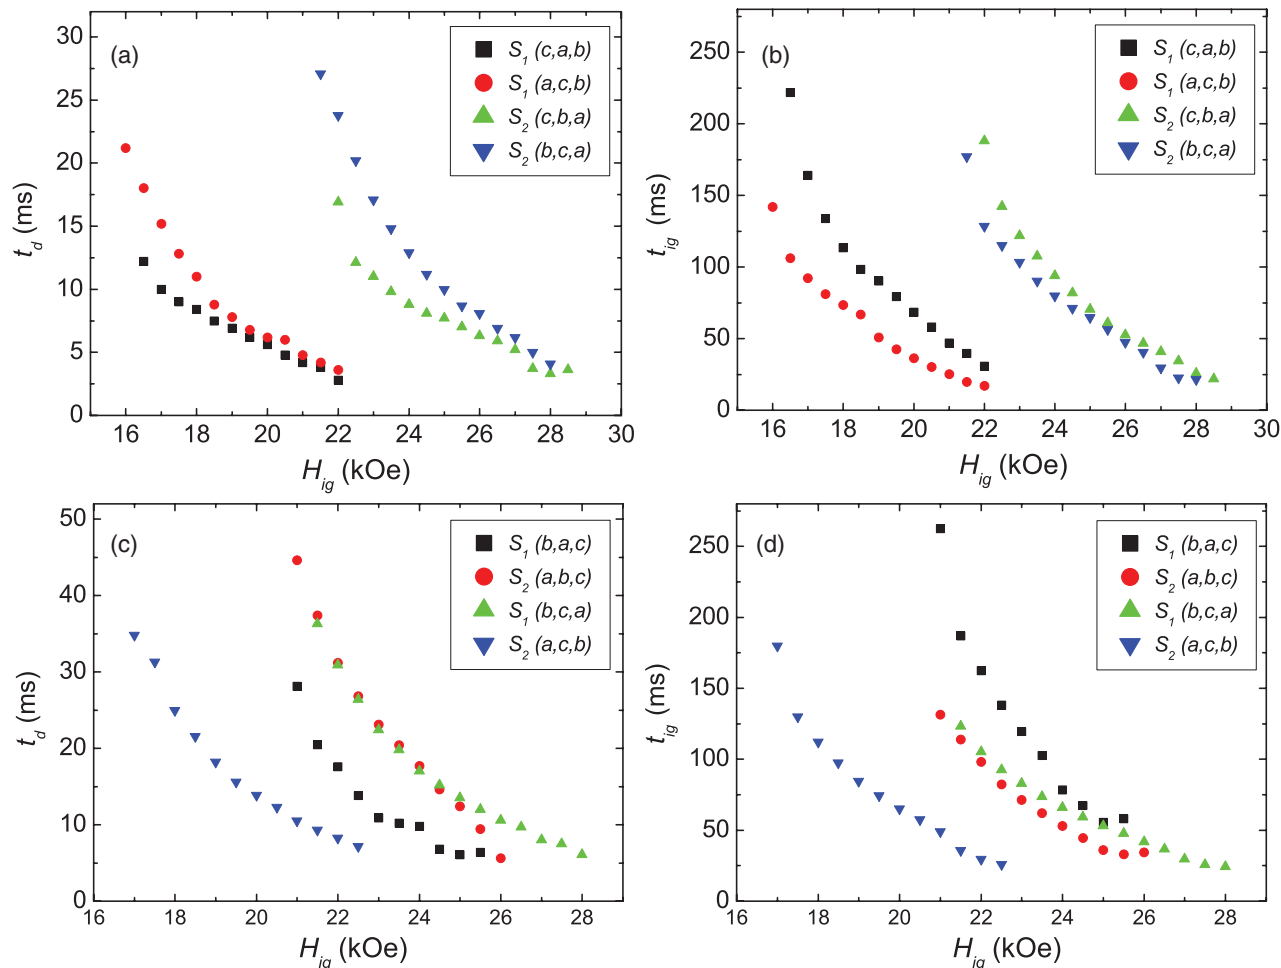 (a)
S1 (c,a,b)
S1 (a,c,b)
S2 (c,b,a)
S2 (b,c,a)
30
25
20
15
10
5
0
td (ms)
16 18 20 22 24 26 28 30
Hig (kOe)
(b)
S1 (c,a,b)
S1 (a,c,b)
S2 (c,b,a)
S2 (b,c,a)
250
200
150
100
50
0
tig (ms)
16 18 20 22 24 26 28 30
Hig (kOe)
(c)
S1 (b,a,c)
S2 (a,b,c)
S1 (b,c,a)
S2 (a,c,b)
50
40
30
20
10
0
td (ms)
16 18 20 22 24 26 28
Hig (kOe)
(d)
S1 (b,a,c)
S2 (a,b,c)
S1 (b,c,a)
S2 (a,c,b)
250
200
150
100
50
0
tig (ms)
16 18 20 22 24 26 28
Hig (kOe)